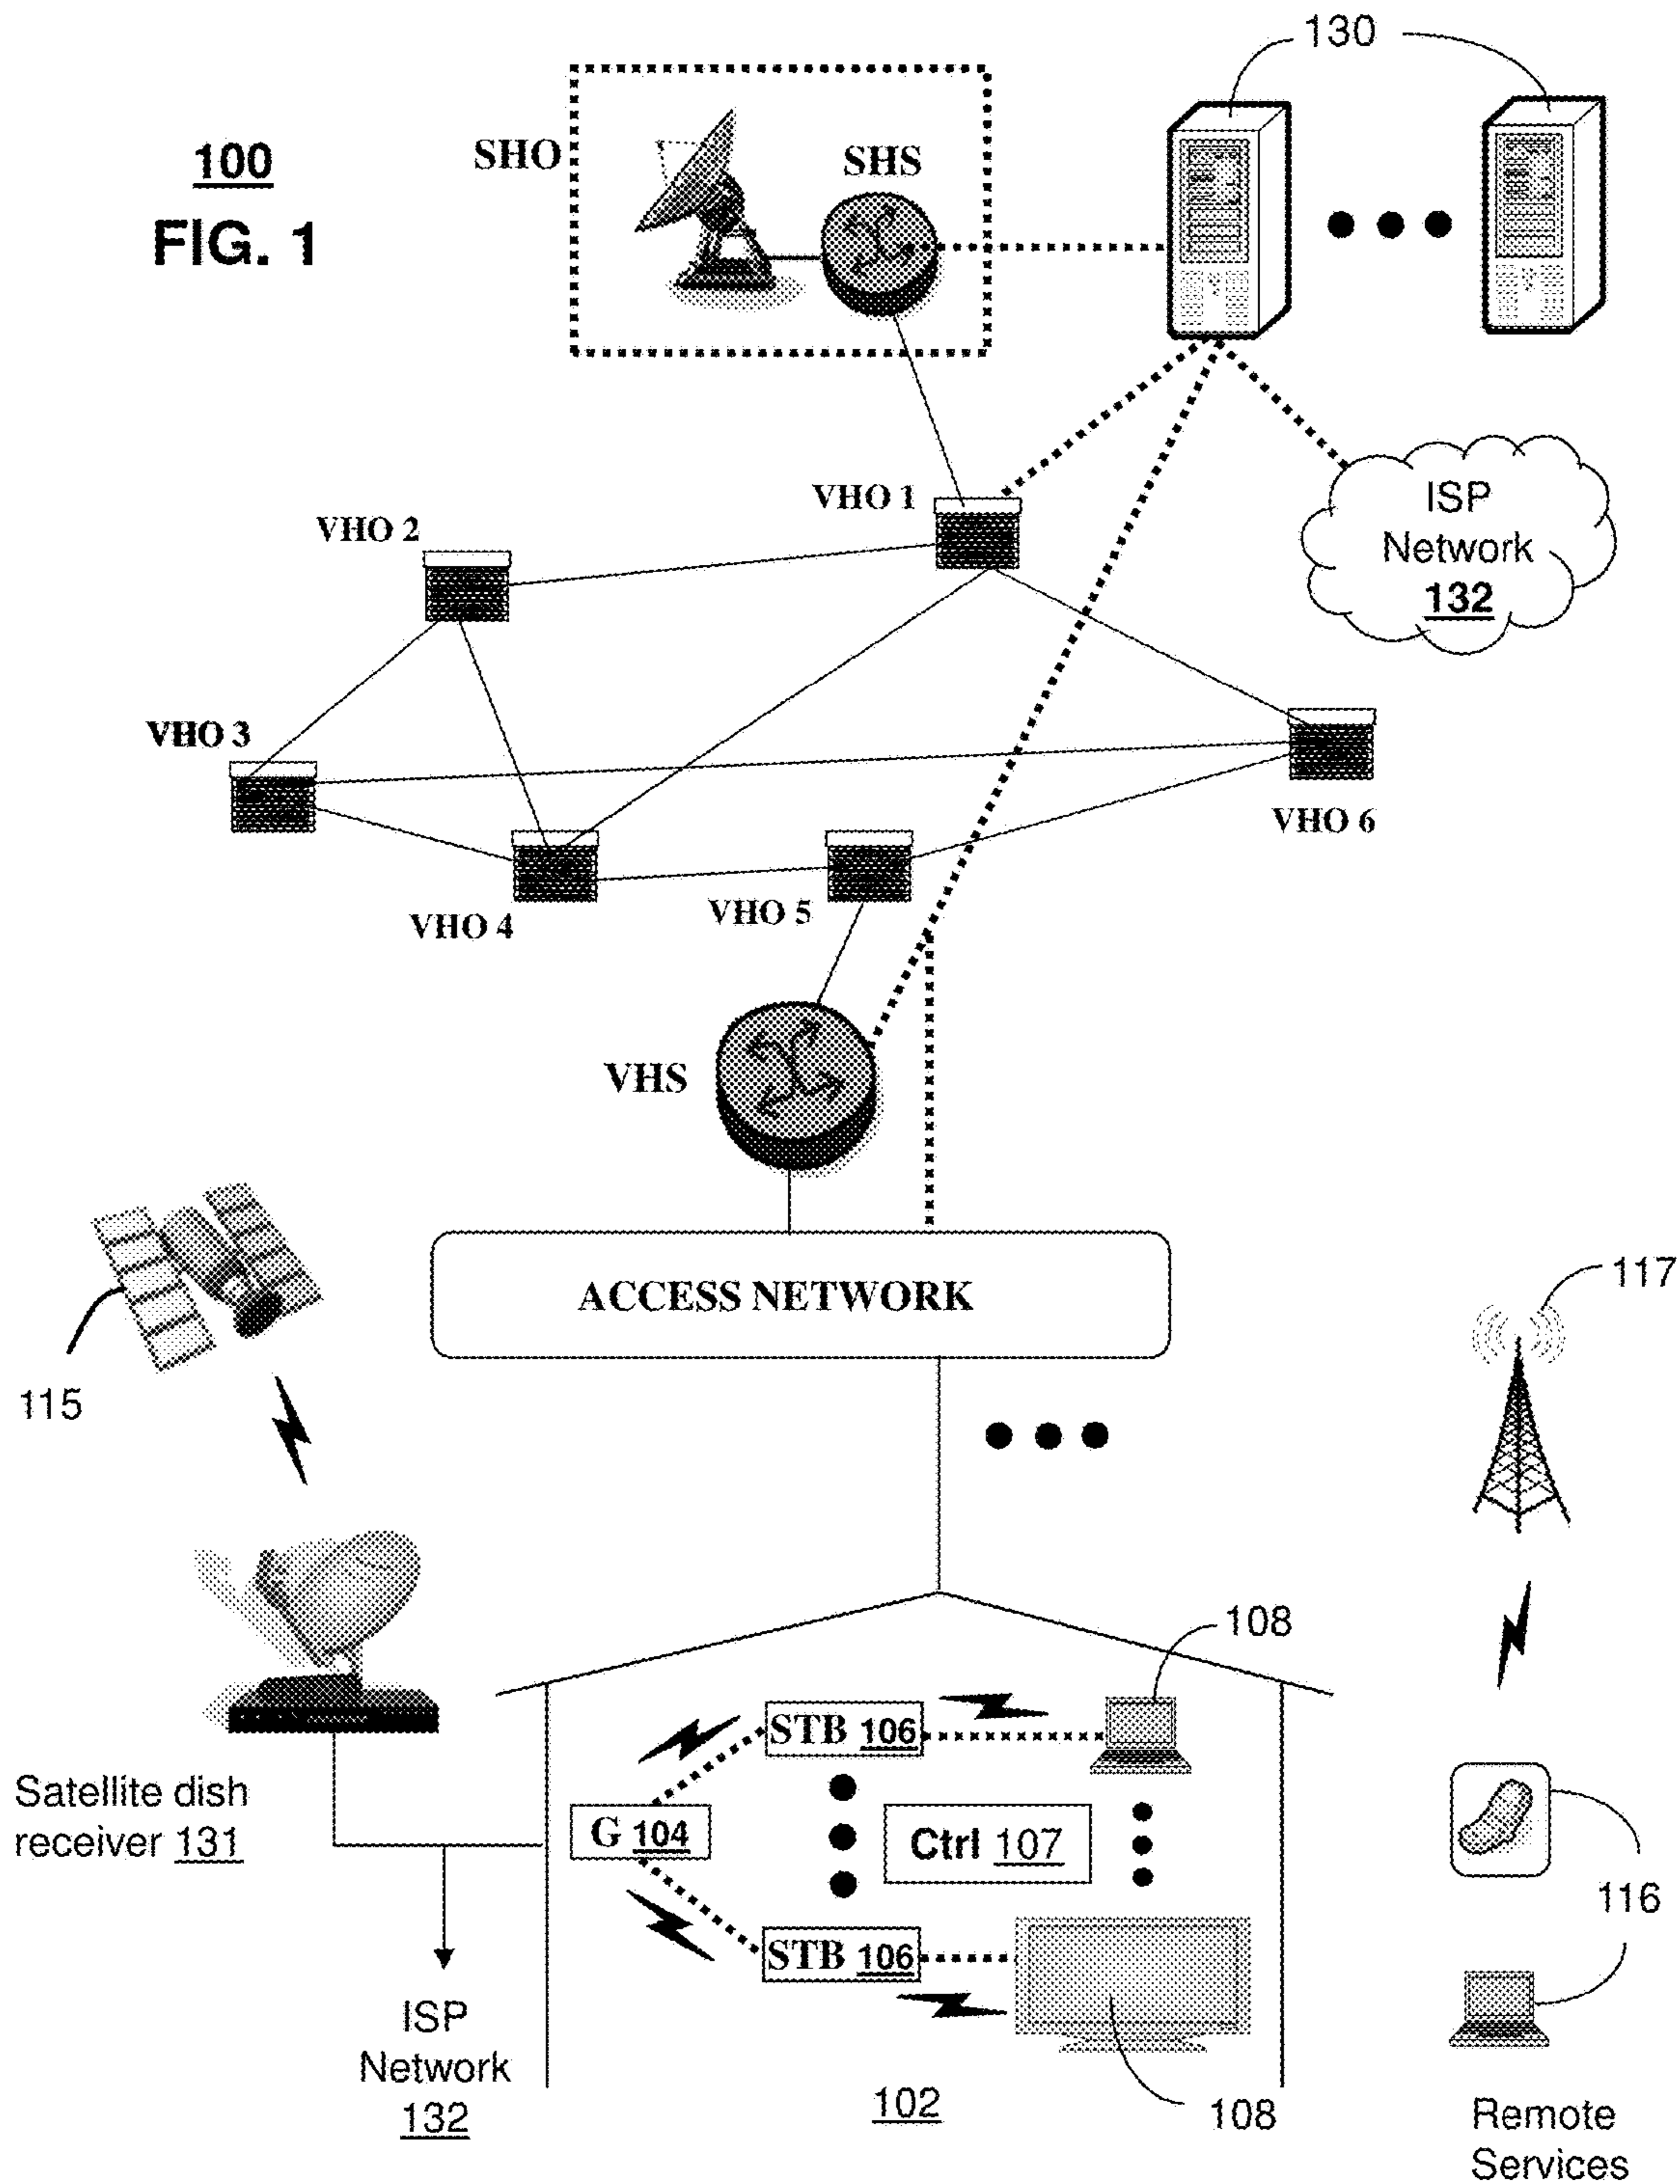 130
100
FIG. 1
SHO
SHS
ISP
Network
132
VHO 1
VHO 2
VHO 3
VHO 6
VHO 4
VHO 5
VHS
ACCESS NETWORK
117
115
108
STB 106
Satellite dish
receiver 131
G 104
Ctrl 107
116
STB 106
ISP
Network
132
102
108
Remote
Services